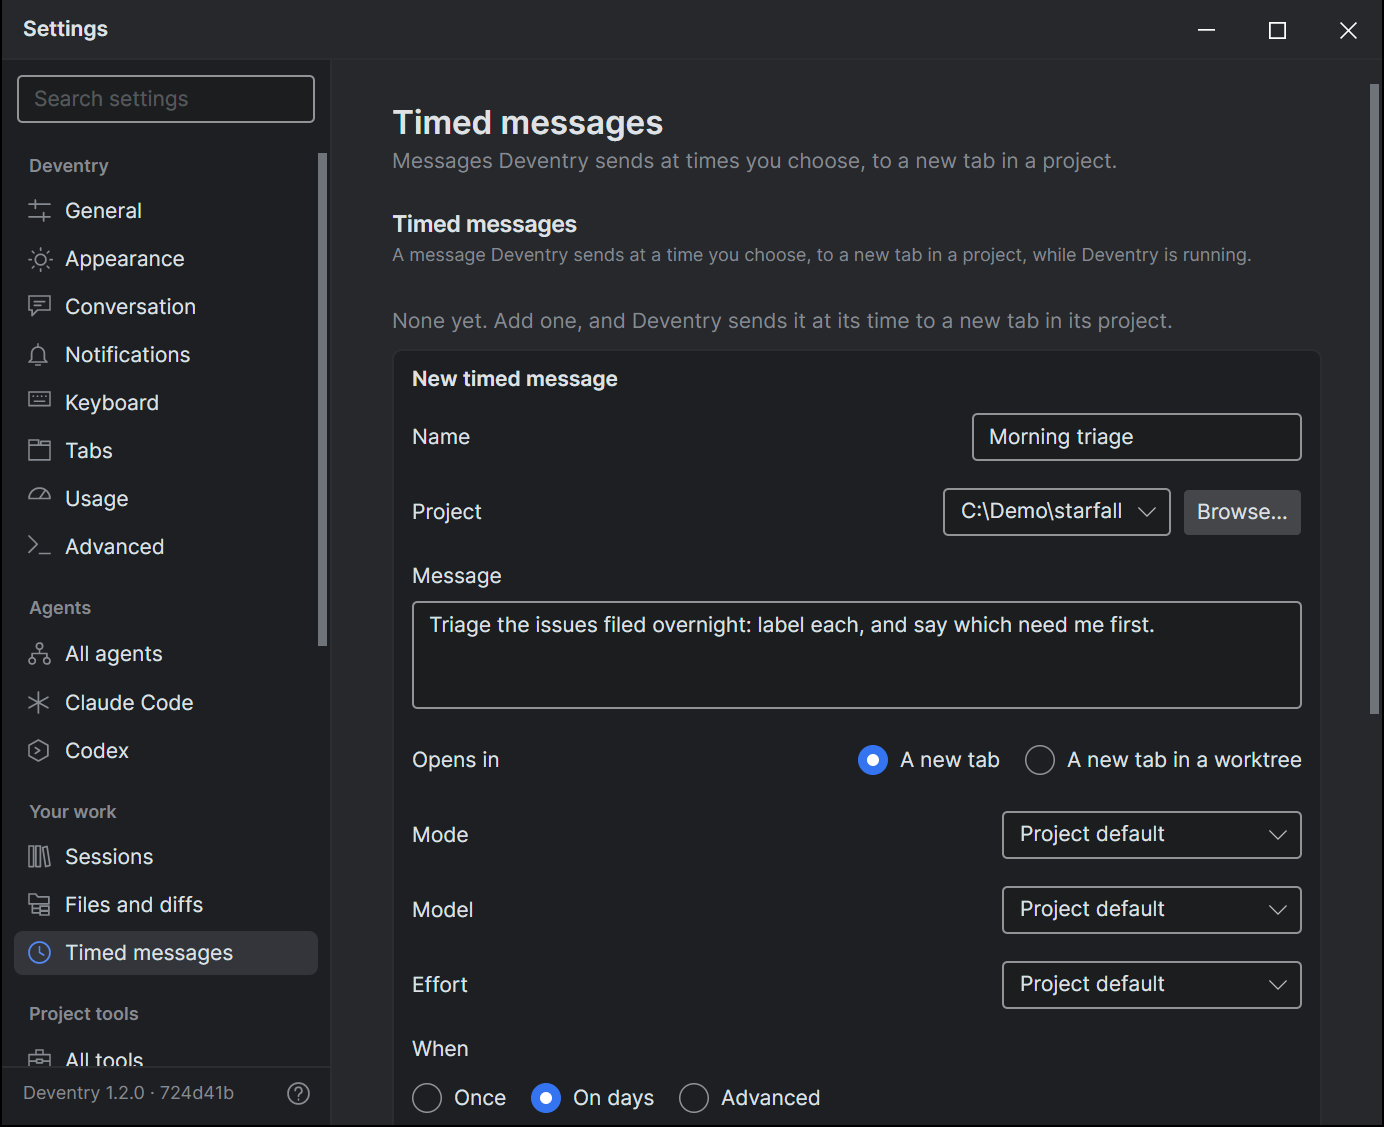 Settings
Search settings
Deventry
General
Appearance
Conversation
Notifications
Keyboard
Tabs
Usage
Advanced
Agents
All agents
Claude Code
Codex
Your work
Sessions
Files and diffs
Timed messages
Project tools
All tools
Deventry 1.2.0 · 724d41b
Timed messages
Messages Deventry sends at times you choose, to a new tab in a project.
Timed messages
A message Deventry sends at a time you choose, to a new tab in a project, while Deventry is running.
None yet. Add one, and Deventry sends it at its time to a new tab in its project.
New timed message
Name
Morning triage
Project
C:\Demo\starfall
Browse...
Message
Triage the issues filed overnight: label each, and say which need me first.
Opens in
A new tab
A new tab in a worktree
Mode
Project default
Model
Project default
Effort
Project default
When
Once
On days
Advanced